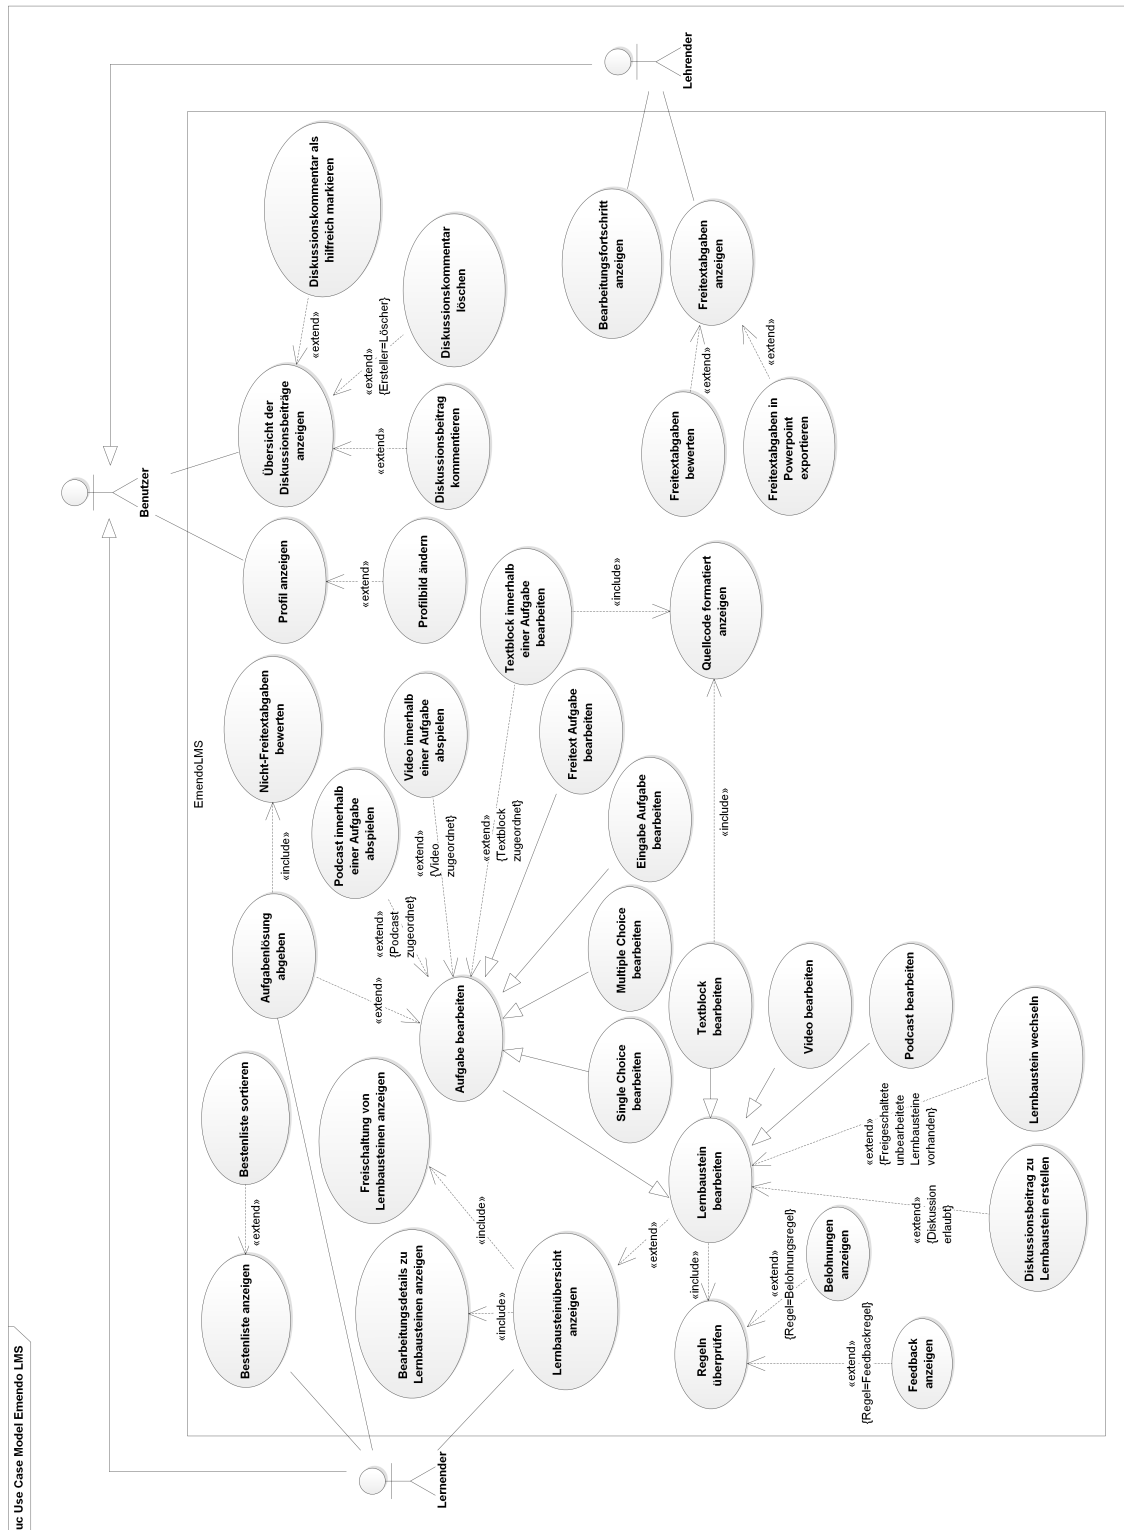 uc Use Case Model Emendo LMS
EmendoLMS
Lernender
Benutzer
Lehrender
Bestenliste anzeigen
«extend»
Bestenliste sortieren
Aufgabenlösung
abgeben
«include»
Nicht-Freitextabgaben
bewerten
Profil anzeigen
«extend»
Profilbild ändern
Übersicht der
Diskussionsbeiträge
anzeigen
«extend»
Diskussionskommentar als
hilfreich markieren
«extend»
{Ersteller=Löscher}
Diskussionskommentar
löschen
«extend»
Diskussionsbeitrag
kommentieren
Bearbeitungsdetails zu
Lernbausteinen anzeigen
«include»
Freischaltung von
Lernbausteinen anzeigen
«include»
Lernbausteinübersicht
anzeigen
«extend»
«extend»
Aufgabe bearbeiten
Podcast innerhalb
einer Aufgabe
abspielen
«extend»
{Podcast
zugeordnet}
Video innerhalb
einer Aufgabe
abspielen
«extend»
{Video
zugeordnet}
Textblock innerhalb
einer Aufgabe
bearbeiten
«extend»
{Textblock
zugeordnet}
Freitext Aufgabe
bearbeiten
Eingabe Aufgabe
bearbeiten
Multiple Choice
bearbeiten
Single Choice
bearbeiten
«include»
Quellcode formatiert
anzeigen
«include»
Textblock
bearbeiten
Video bearbeiten
Podcast bearbeiten
Lernbaustein
bearbeiten
«include»
Regeln
überprüfen
«extend»
{Regel=Belohnungsregel}
Belohnungen
anzeigen
«extend»
{Regel=Feedbackregel}
Feedback
anzeigen
«extend»
{Freigeschaltete
unbearbeitete
Lernbausteine
vorhanden}
Lernbaustein wechseln
«extend»
{Diskussion
erlaubt}
Diskussionsbeitrag zu
Lernbaustein erstellen
Bearbeitungsfortschritt
anzeigen
Freitextabgaben
anzeigen
«extend»
Freitextabgaben
bewerten
«extend»
Freitextabgaben in
Powerpoint
exportieren